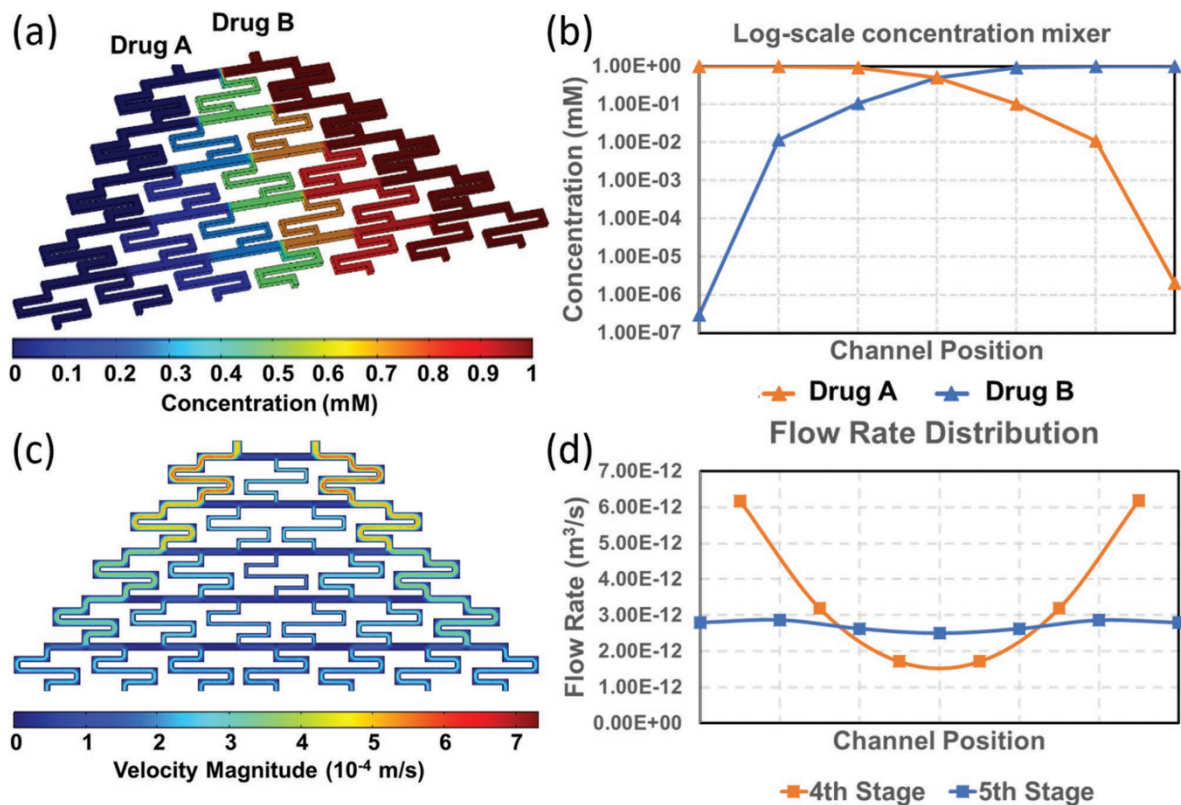 (a)
Drug A
Drug B
0 0.1 0.2 0.3 0.4 0.5 0.6 0.7 0.8 0.9 1
Concentration (mM)
(b)
Log-scale concentration mixer
Concentration (mM)
1.00E+00
1.00E-01
1.00E-02
1.00E-03
1.00E-04
1.00E-05
1.00E-06
1.00E-07
Channel Position
Drug A Drug B
(c)
0 1 2 3 4 5 6 7
Velocity Magnitude (10⁻⁴ m/s)
(d)
Flow Rate Distribution
Flow Rate (m³/s)
7.00E-12
6.00E-12
5.00E-12
4.00E-12
3.00E-12
2.00E-12
1.00E-12
0.00E+00
Channel Position
4th Stage 5th Stage